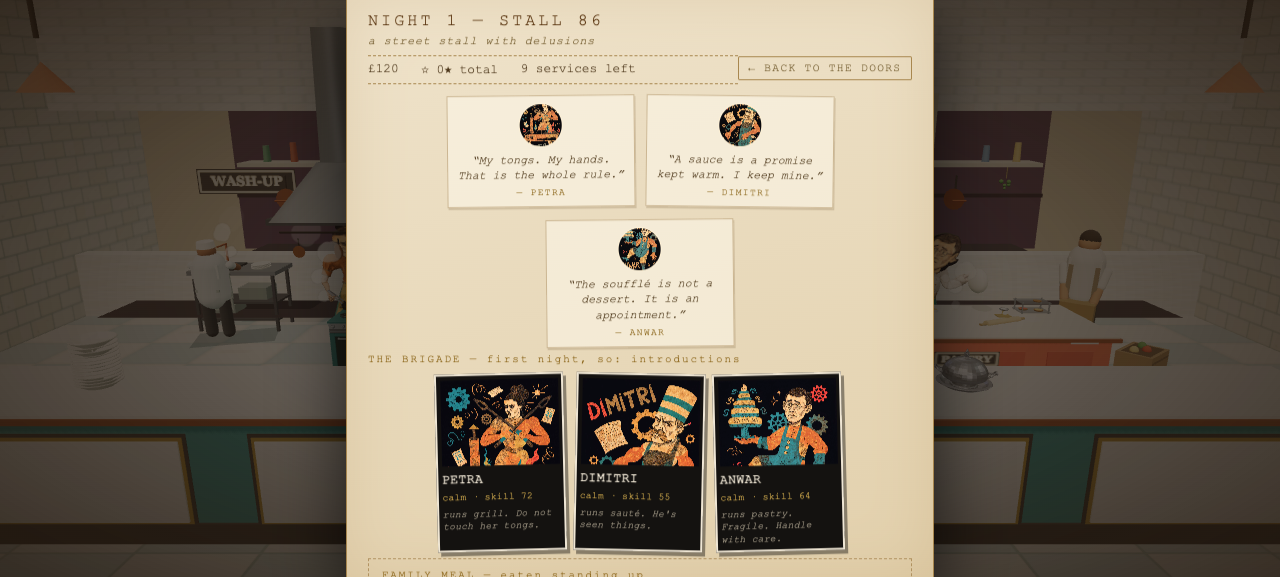 NIGHT 1 — STALL 86
a street stall with delusions
£120 ☆ 0★ total 9 services left
← BACK TO THE DOORS
“My tongs. My hands.
That is the whole rule.”
— PETRA
“A sauce is a promise
kept warm. I keep mine.”
— DIMITRI
“The soufflé is not a
dessert. It is an
appointment.”
— ANWAR
WASH-UP
THE BRIGADE — first night, so: introductions
DIMITRI
PETRA
calm · skill 72
runs grill. Do not
touch her tongs.
DIMITRI
calm · skill 55
runs sauté. He's
seen things.
ANWAR
calm · skill 64
runs pastry.
Fragile. Handle
with care.
FAMILY MEAL — eaten standing up